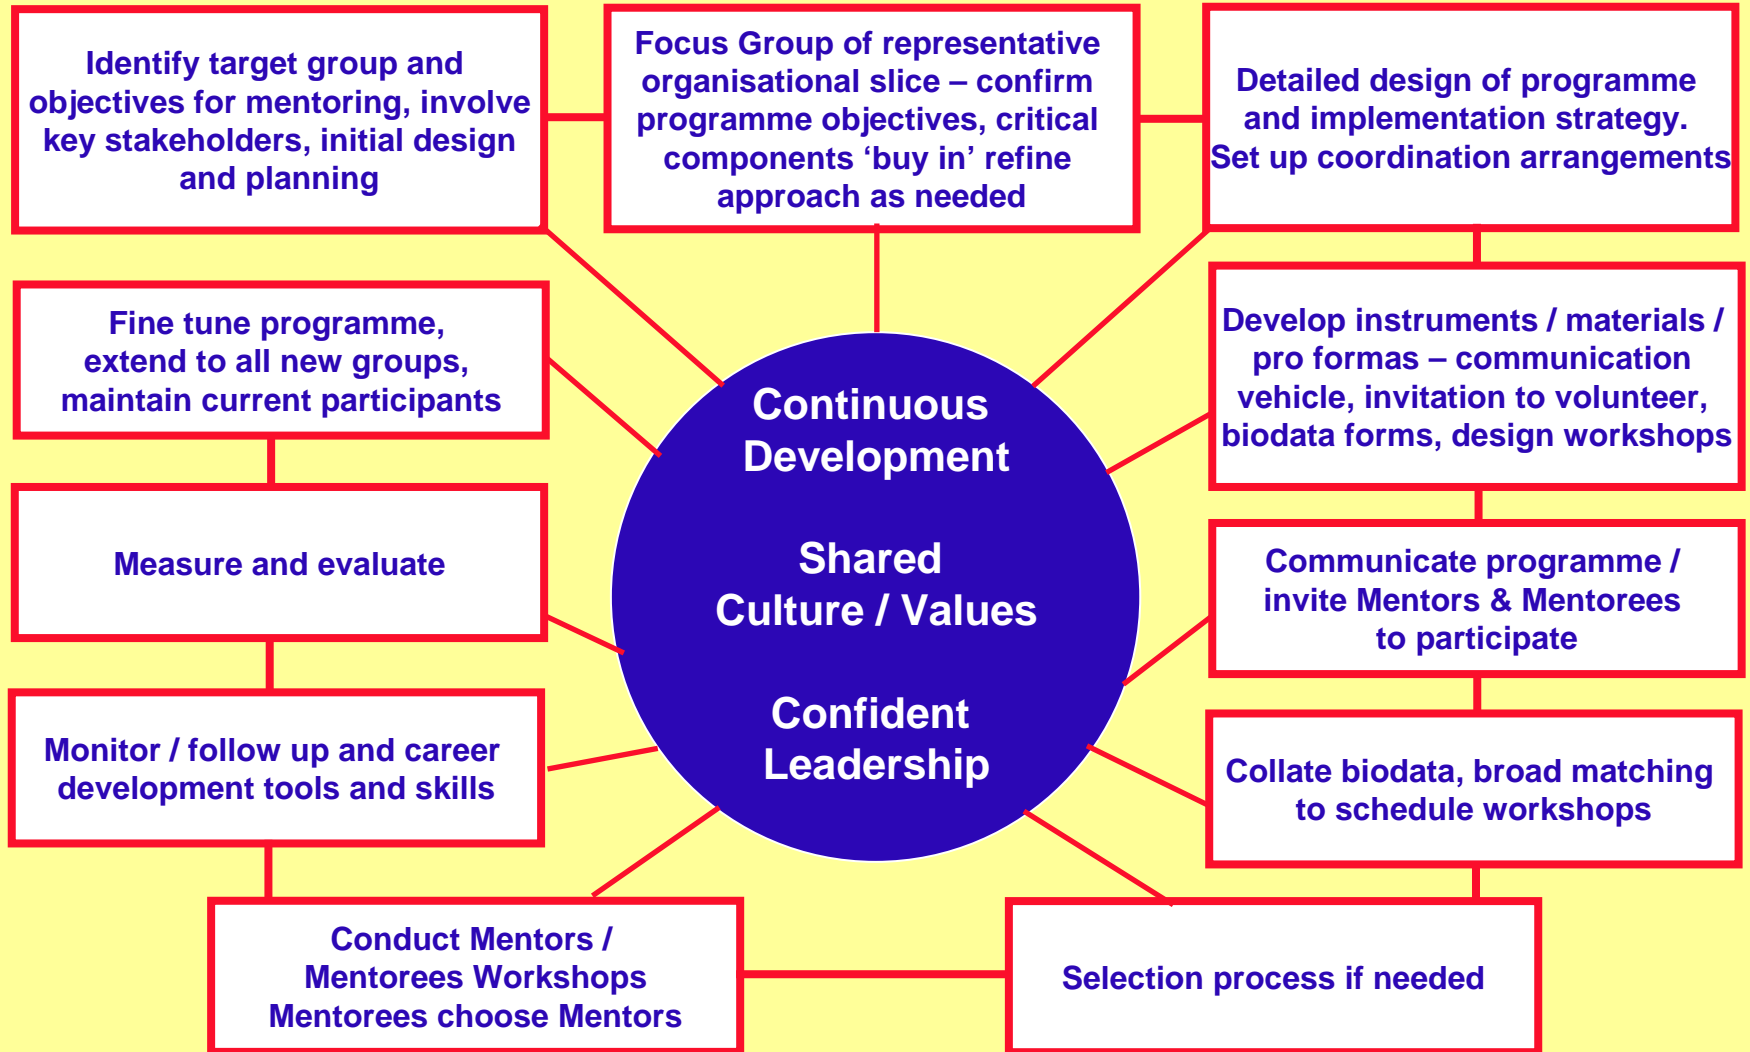 Identify target group and
objectives for mentoring, involve
key stakeholders, initial design
and planning
Focus Group of representative
organisational slice – confirm
programme objectives, critical
components ‘buy in’ refine
approach as needed
Detailed design of programme
and implementation strategy.
Set up coordination arrangements
Develop instruments / materials /
pro formas – communication
vehicle, invitation to volunteer,
biodata forms, design workshops
Communicate programme /
invite Mentors & Mentorees
to participate
Collate biodata, broad matching
to schedule workshops
Selection process if needed
Conduct Mentors /
Mentorees Workshops
Mentorees choose Mentors
Monitor / follow up and career
development tools and skills
Measure and evaluate
Fine tune programme,
extend to all new groups,
maintain current participants
Continuous
Development
Shared
Culture / Values
Confident
Leadership